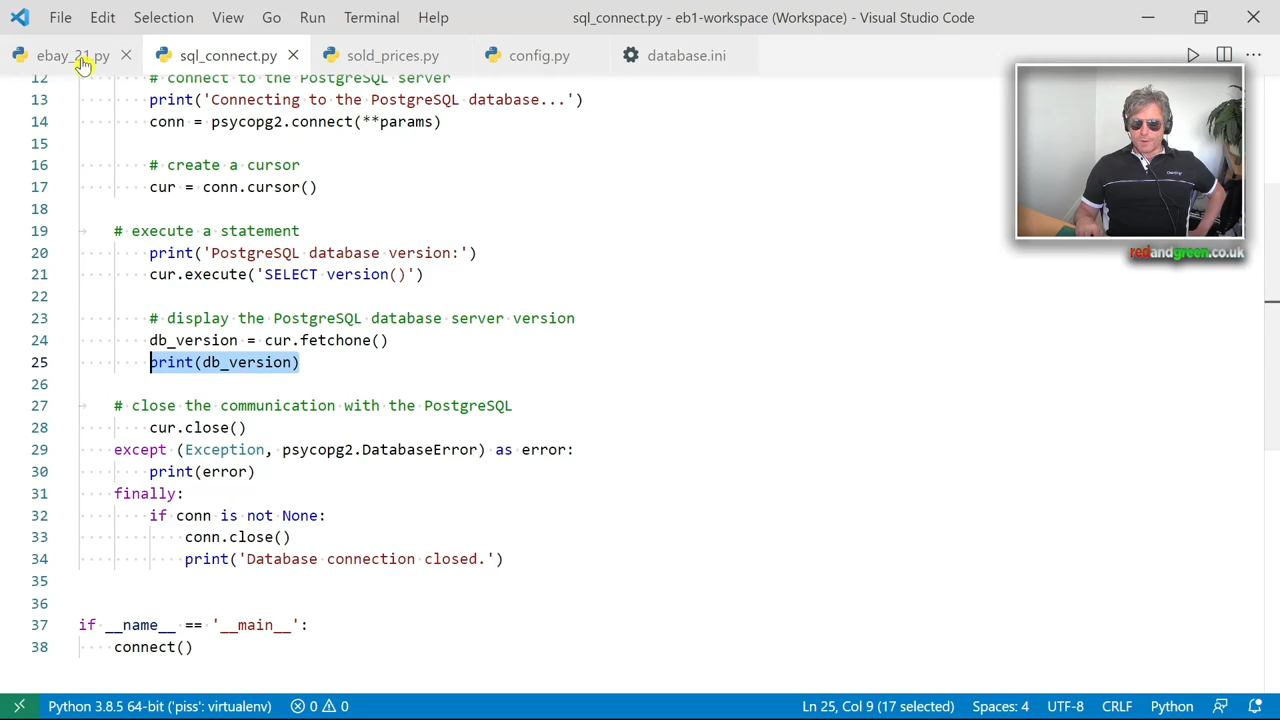 File Edit Selection View Go Run Terminal Help sql_connect.py - eb1-workspace (Workspace) - Visual Studio Code
ebay_21.py sql_connect.py sold_prices.py config.py database.ini
12 # connect to the PostgreSQL server
13 print('Connecting to the PostgreSQL database...')
14 conn = psycopg2.connect(**params)
15
16 # create a cursor
17 cur = conn.cursor()
18
19 # execute a statement
20 print('PostgreSQL database version:')
21 cur.execute('SELECT version()')
22
23 # display the PostgreSQL database server version
24 db_version = cur.fetchone()
25 print(db_version)
26
27 # close the communication with the PostgreSQL
28 cur.close()
29 except (Exception, psycopg2.DatabaseError) as error:
30 print(error)
31 finally:
32 if conn is not None:
33 conn.close()
34 print('Database connection closed.')
35
36
37 if __name__ == '__main__':
38 connect()
redandgreen.co.uk
Python 3.8.5 64-bit ('piss': virtualenv) 0 0 Ln 25, Col 9 (17 selected) Spaces: 4 UTF-8 CRLF Python